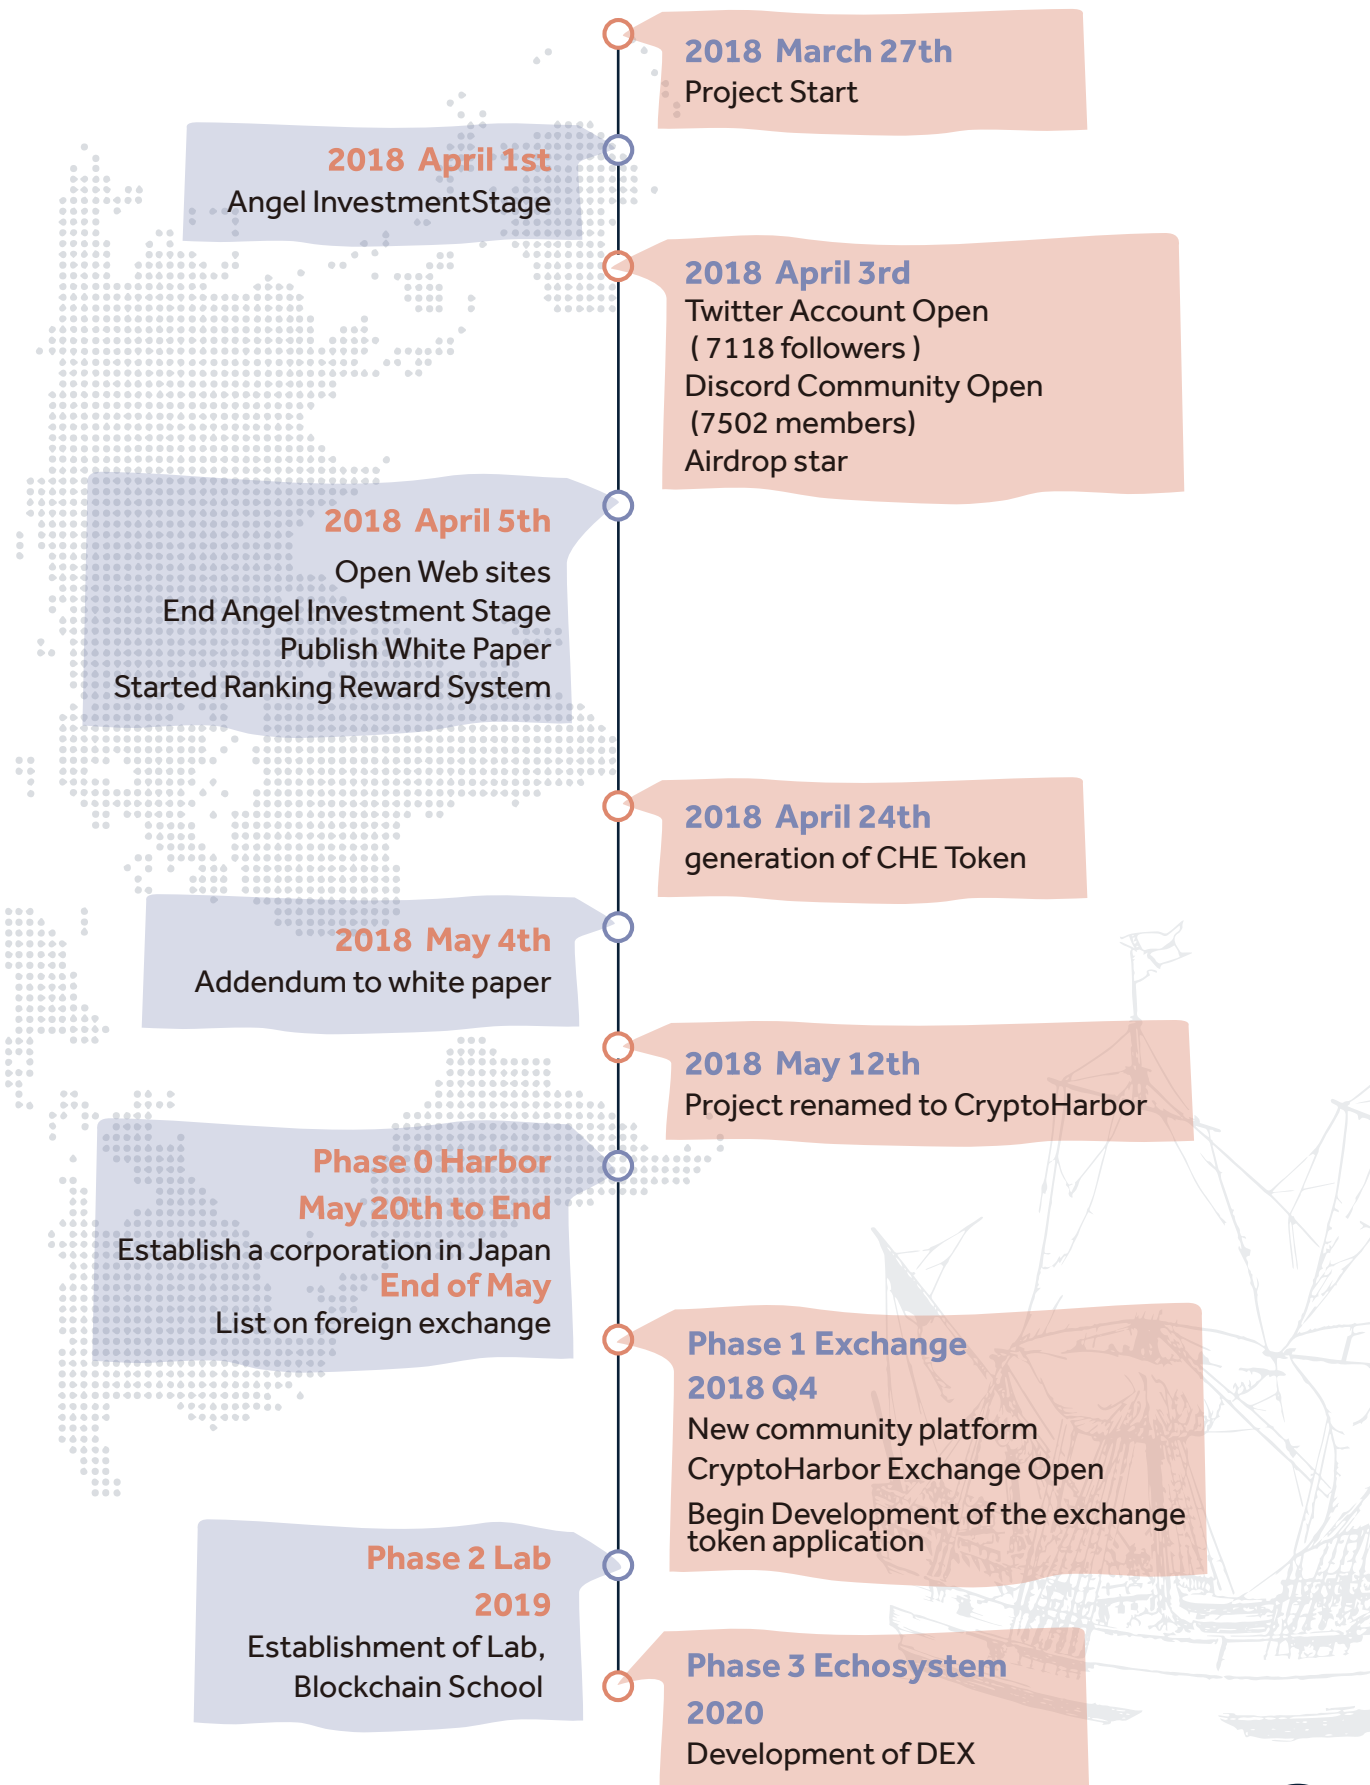 2018 March 27th
Project Start
2018 April 1st
Angel InvestmentStage
2018 April 3rd
Twitter Account Open
( 7118 followers )
Discord Community Open
(7502 members)
Airdrop star
2018 April 5th
Open Web sites
End Angel Investment Stage
Publish White Paper
Started Ranking Reward System
2018 April 24th
generation of CHE Token
2018 May 4th
Addendum to white paper
2018 May 12th
Project renamed to CryptoHarbor
Phase 0 Harbor
May 20th to End
Establish a corporation in Japan
End of May
List on foreign exchange
Phase 1 Exchange
2018 Q4
New community platform
CryptoHarbor Exchange Open
Begin Development of the exchange
token application
Phase 2 Lab
2019
Establishment of Lab,
Blockchain School
Phase 3 Echosystem
2020
Development of DEX